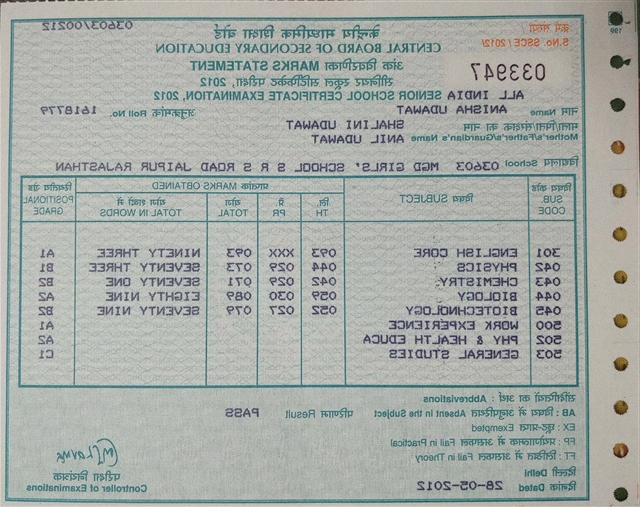 क्रम संख्या
S.No. SSCE / 2012/
033947
केन्द्रीय माध्यमिक शिक्षा बोर्ड
CENTRAL BOARD OF SECONDARY EDUCATION
अंक विवरणिका MARKS STATEMENT
सीनियर स्कूल सर्टिफिकेट परीक्षा, 2012
ALL INDIA SENIOR SCHOOL CERTIFICATE EXAMINATION, 2012
03603/00212
नाम Name ANISHA UDAWAT अनुक्रमांक Roll No. 1618779
माता/पिता/संरक्षक का नाम SHALINI UDAWAT
Mother's/Father's/Guardian's Name ANIL UDAWAT
विद्यालय School 03603 MGD GIRLS' SCHOOL S R S ROAD JAIPUR RAJASTHAN
विषय कोड SUB CODE विषय SUBJECT प्राप्तांक MARKS OBTAINED स्थितीय ग्रेड POSITIONAL GRADE
लि. TH प्रै. PR योग TOTAL योग शब्दों में TOTAL IN WORDS
301 ENGLISH CORE 093 XXX 093 NINETY THREE A1
042 PHYSICS 044 029 073 SEVENTY THREE B1
043 CHEMISTRY 042 029 071 SEVENTY ONE B2
044 BIOLOGY 059 030 089 EIGHTY NINE A2
045 BIOTECHNOLOGY 052 027 079 SEVENTY NINE B2
500 WORK EXPERIENCE A1
502 PHY & HEALTH EDUCA A2
503 GENERAL STUDIES C1
संक्षिप्तियों का अर्थ : Abbreviations :
AB : विषय में अनुपस्थित Absent in the Subject परिणाम Result PASS
EX : छूट-प्राप्त Exempted
FP : प्रयोगात्मक में असफल Fail in Practical
FT : लिखित में असफल Fail in Theory
दिल्ली Delhi
दिनांक Dated 28-05-2012
परीक्षा नियंत्रक
Controller of Examinations